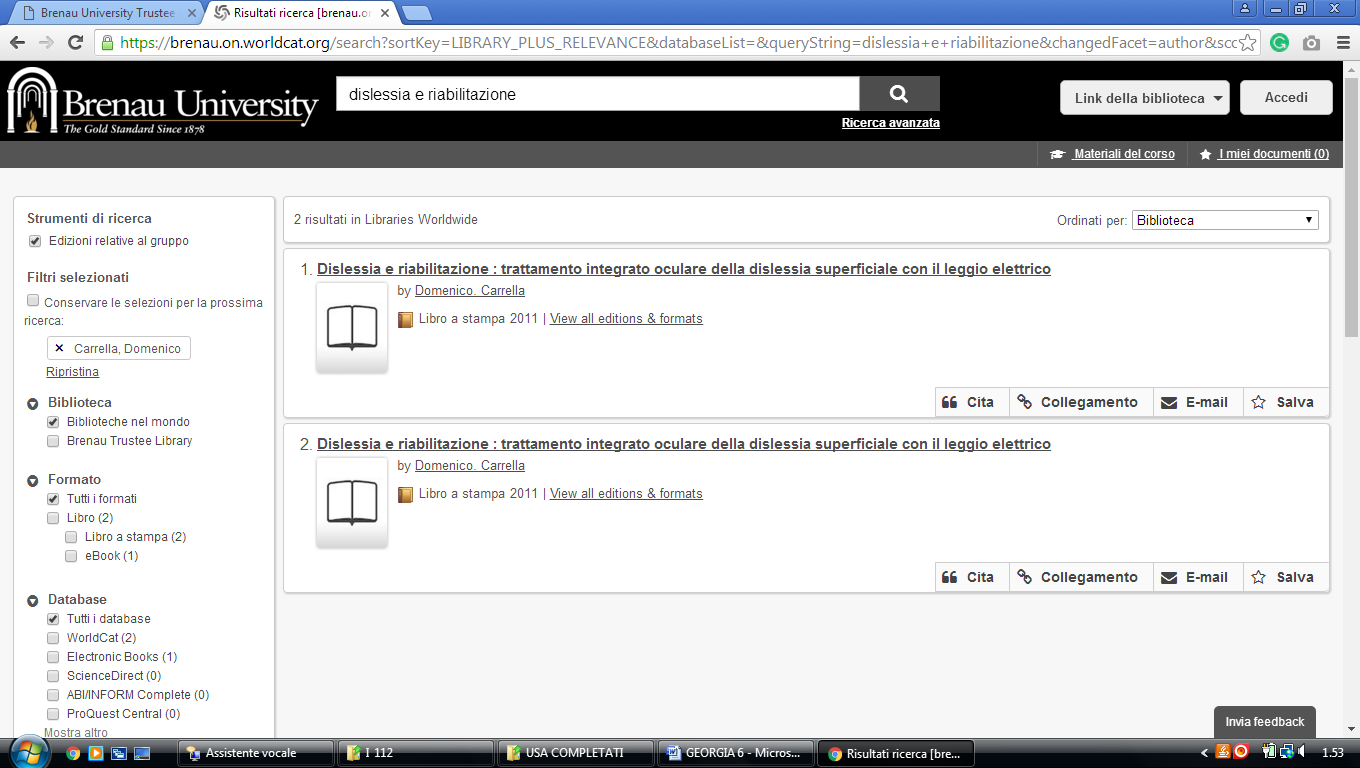 Brenau University Trustee
Risultati ricerca [brenau.or
https://brenau.on.worldcat.org/search?sortKey=LIBRARY_PLUS_RELEVANCE&databaseList=&queryString=dislessia+e+riabilitazione&changedFacet=author&scc
Brenau University
The Gold Standard Since 1878
dislessia e riabilitazione
Ricerca avanzata
Link della biblioteca
Accedi
Materiali del corso
I miei documenti (0)
Strumenti di ricerca
Edizioni relative al gruppo
Filtri selezionati
Conservare le selezioni per la prossima
ricerca:
× Carrella, Domenico
Ripristina
Biblioteca
Biblioteche nel mondo
Brenau Trustee Library
Formato
Tutti i formati
Libro (2)
Libro a stampa (2)
eBook (1)
Database
Tutti i database
WorldCat (2)
Electronic Books (1)
ScienceDirect (0)
ABI/INFORM Complete (0)
ProQuest Central (0)
Mostra altro
2 risultati in Libraries Worldwide
Ordinati per: Biblioteca
1. Dislessia e riabilitazione : trattamento integrato oculare della dislessia superficiale con il leggio elettrico
by Domenico. Carrella
Libro a stampa 2011 | View all editions & formats
Cita Collegamento E-mail Salva
2. Dislessia e riabilitazione : trattamento integrato oculare della dislessia superficiale con il leggio elettrico
by Domenico. Carrella
Libro a stampa 2011 | View all editions & formats
Cita Collegamento E-mail Salva
Invia feedback
Assistente vocale
I 112
USA COMPLETATI
GEORGIA 6 - Micros...
Risultati ricerca [bre...
1.53